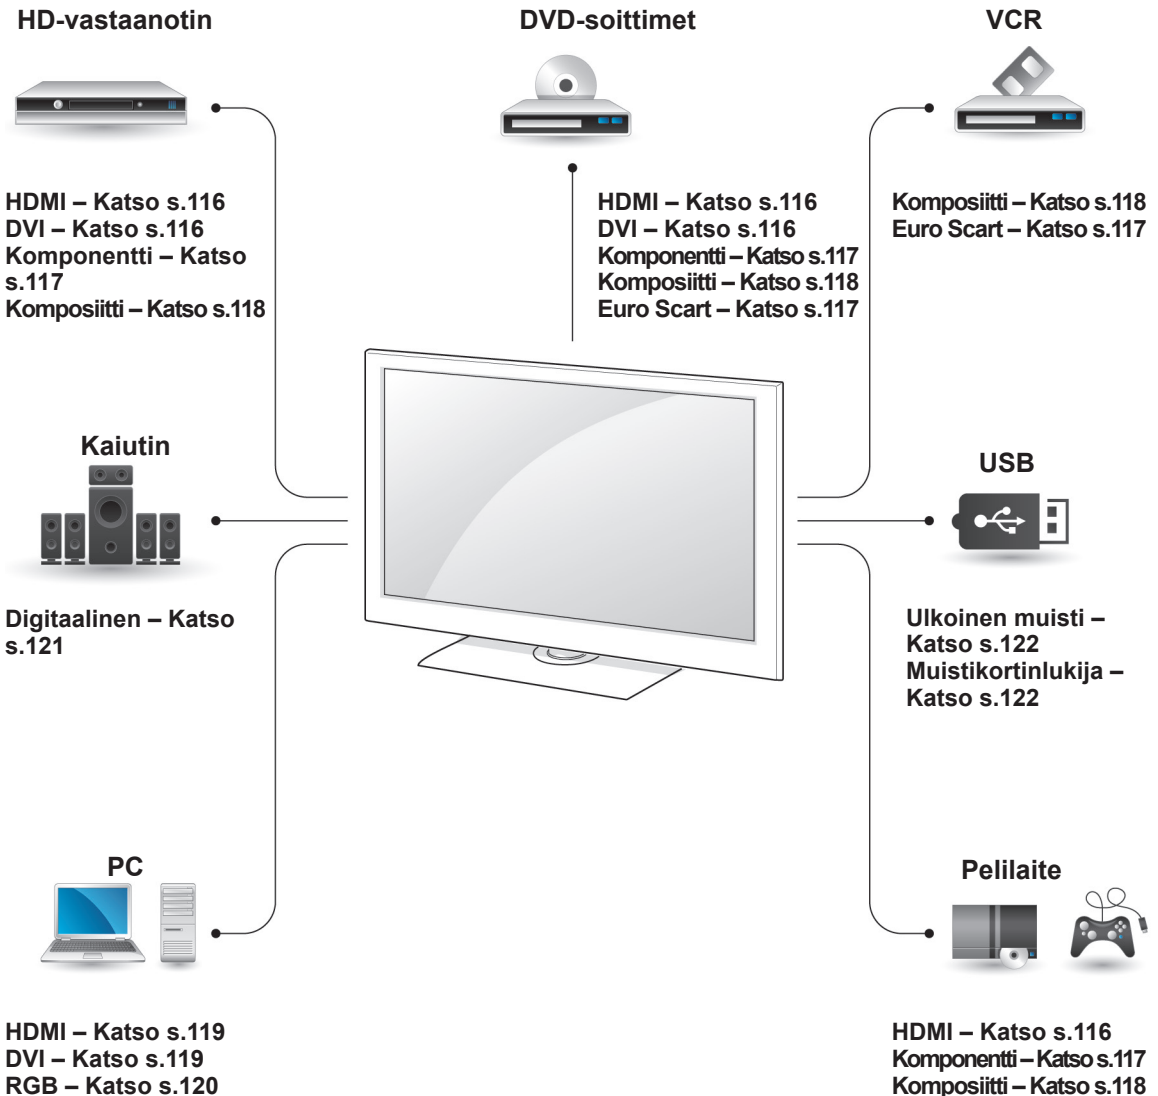 HD-vastaanotin
HDMI – Katso s.116
DVI – Katso s.116
Komponentti – Katso
s.117
Komposiitti – Katso s.118
DVD-soittimet
HDMI – Katso s.116
DVI – Katso s.116
Komponentti – Katso s.117
Komposiitti – Katso s.118
Euro Scart – Katso s.117
VCR
Komposiitti – Katso s.118
Euro Scart – Katso s.117
Kaiutin
Digitaalinen – Katso
s.121
USB
Ulkoinen muisti –
Katso s.122
Muistikortinlukija –
Katso s.122
PC
HDMI – Katso s.119
DVI – Katso s.119
RGB – Katso s.120
Pelilaite
HDMI – Katso s.116
Komponentti – Katso s.117
Komposiitti – Katso s.118